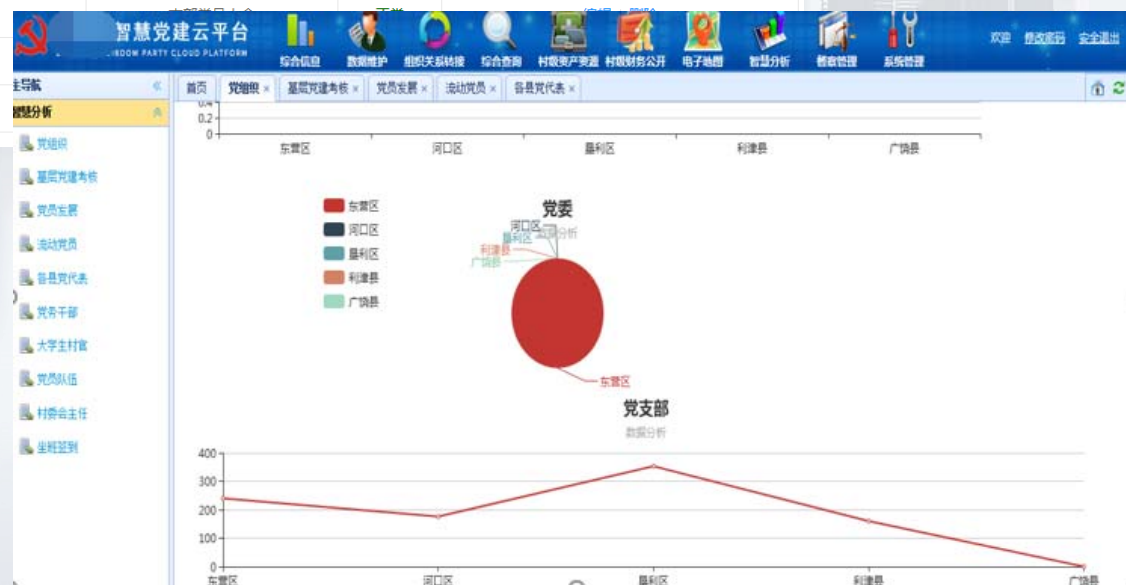 智慧党建云平台
WISDOM PARTY CLOUD PLATFORM
综合信息 数据维护 组织关系转接 综合查询 村级资产资源 村级财务公开 电子地图 智慧分析 督察管理 系统管理
欢迎 修改密码 安全退出
主导航
首页 党组织 × 基层党建考核 × 党员发展 × 流动党员 × 各县党代表 ×
智慧分析
党组织
基层党建考核
党员发展
流动党员
各县党代表
党务干部
大学生村官
党员队伍
村委会主任
坐班签到
0.4
0.2
0
东营区 河口区 垦利区 利津县 广饶县
东营区
河口区
垦利区
利津县
广饶县
党委
数据分析
河口区
垦利区
利津县
广饶县
东营区
党支部
数据分析
400
300
200
100
0
东营区 河口区 垦利区 利津县 广饶县